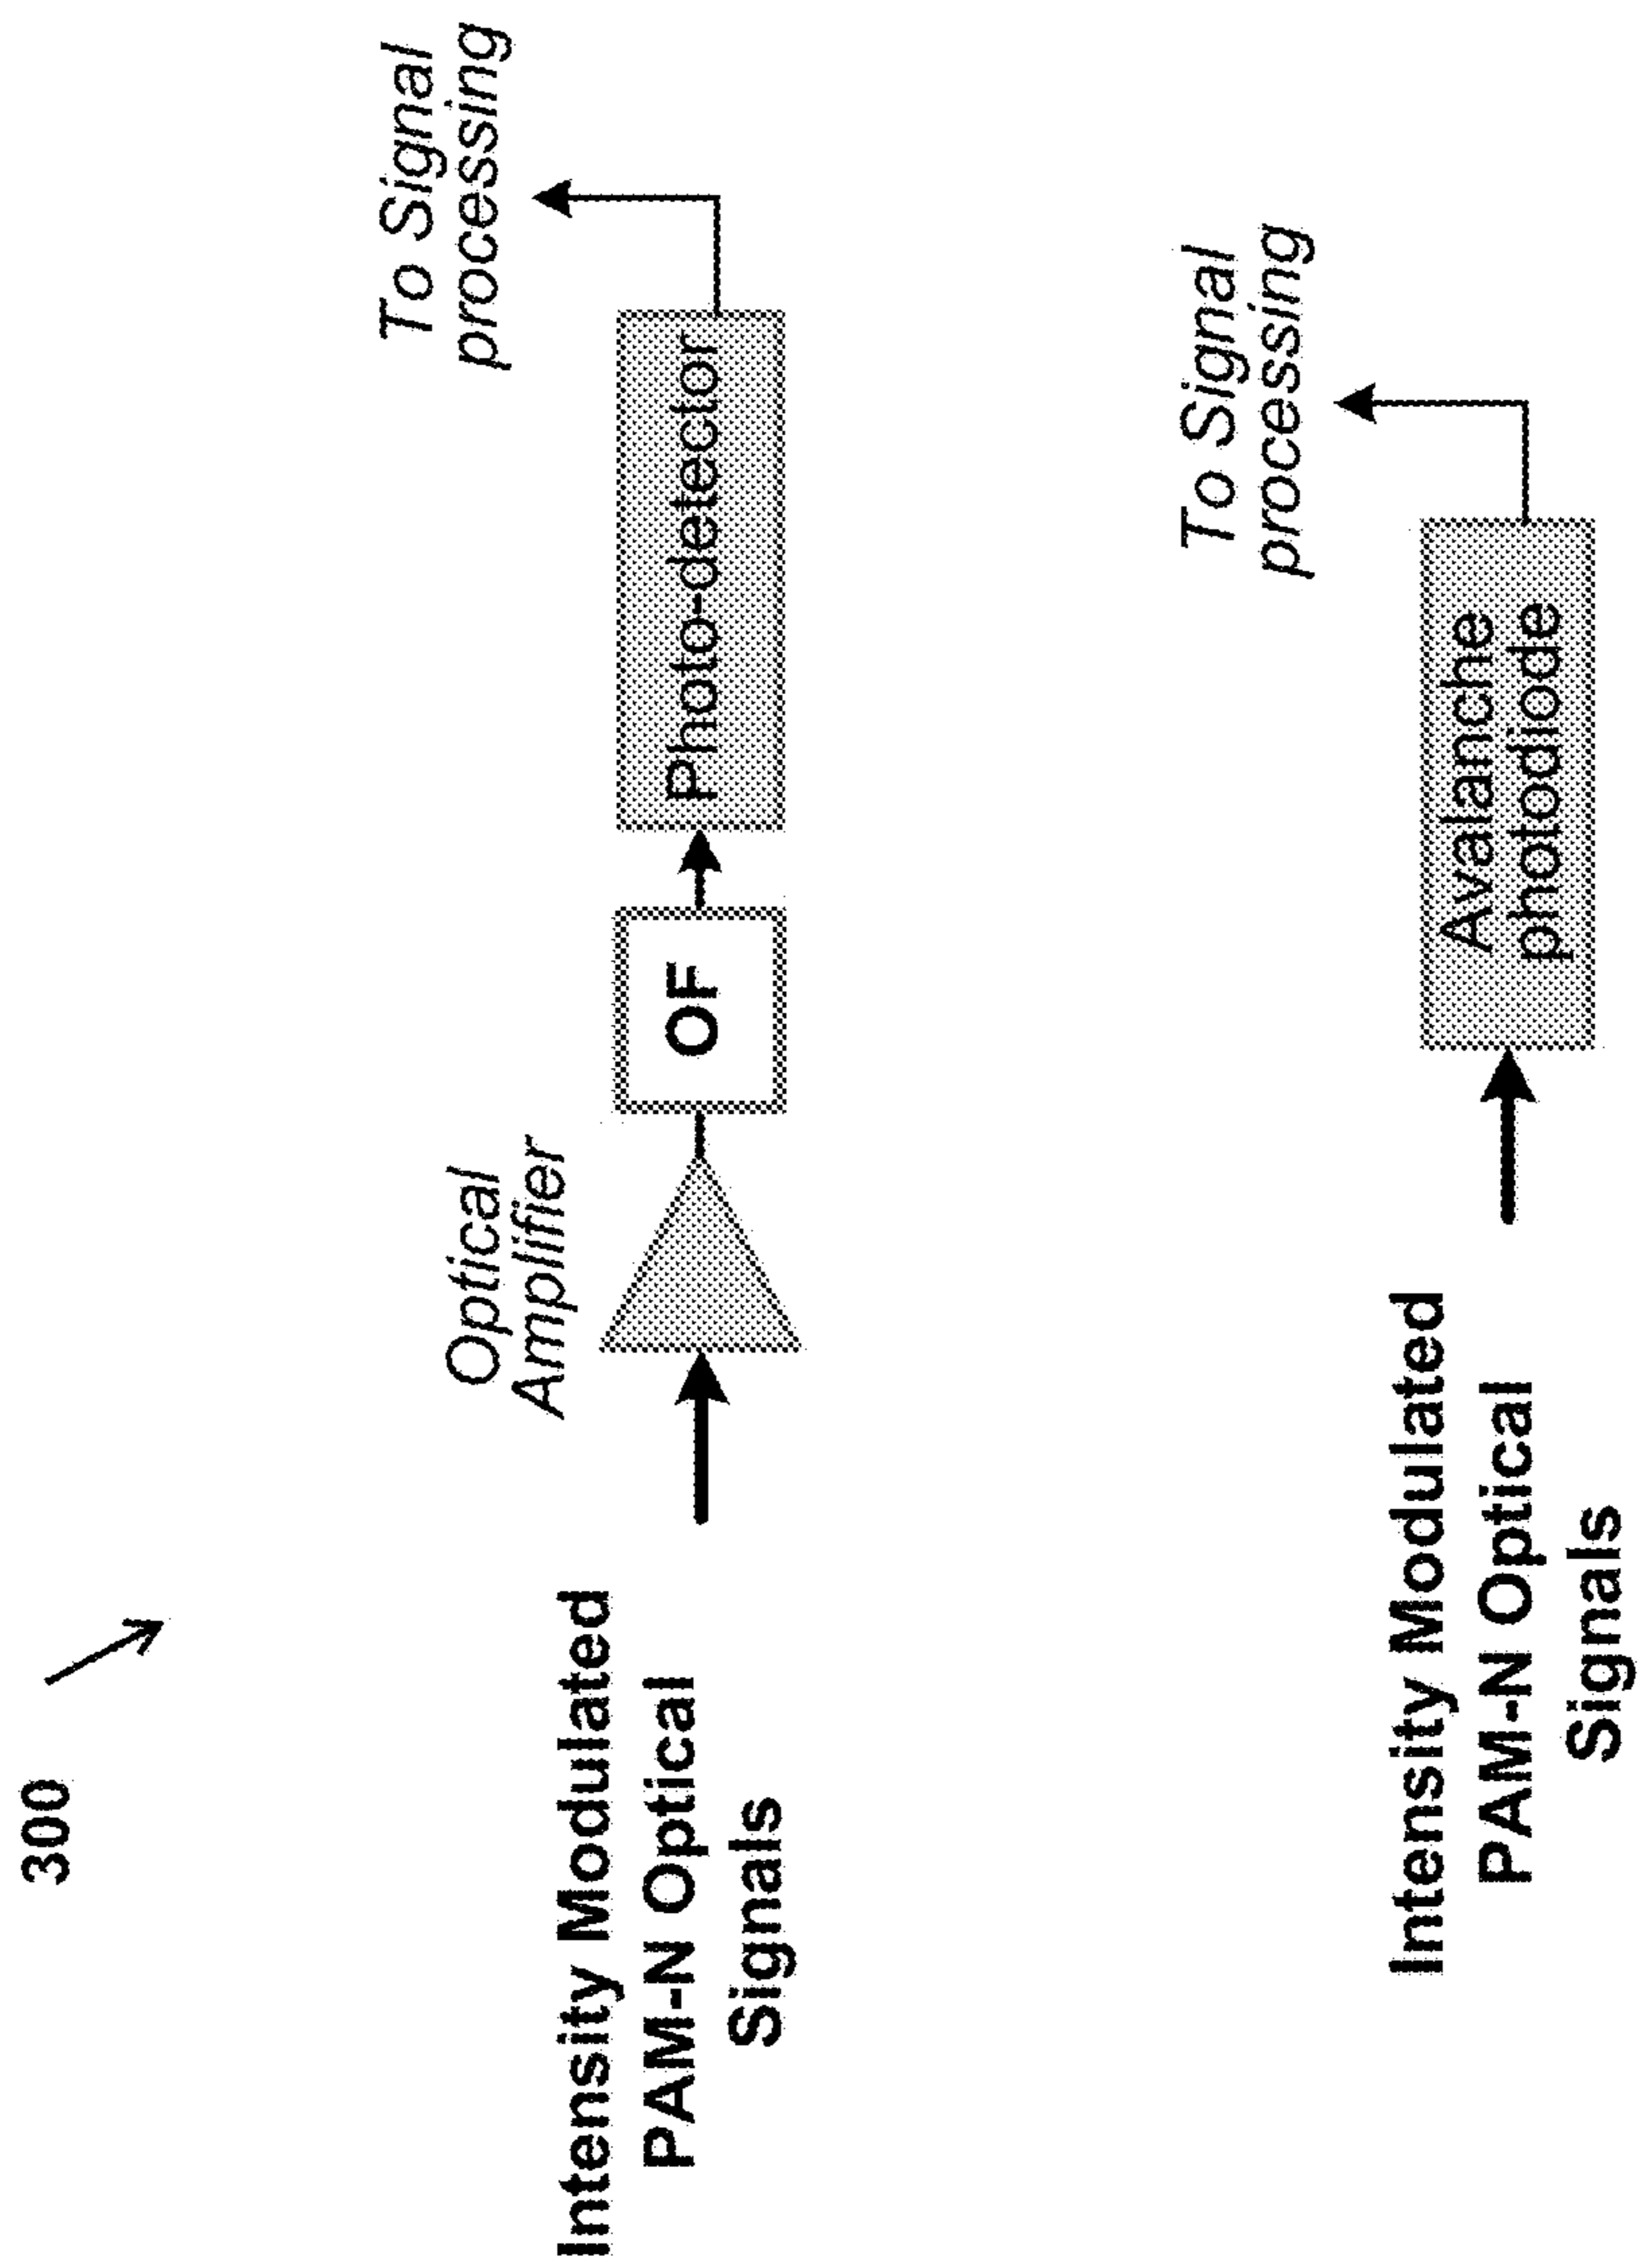 300
Intensity Modulated
PAM-N Optical
Signals
Optical
Amplifier
OF
Photo-detector
To Signal
processing
Intensity Modulated
PAM-N Optical
Signals
Avalanche
photodiode
To Signal
processing